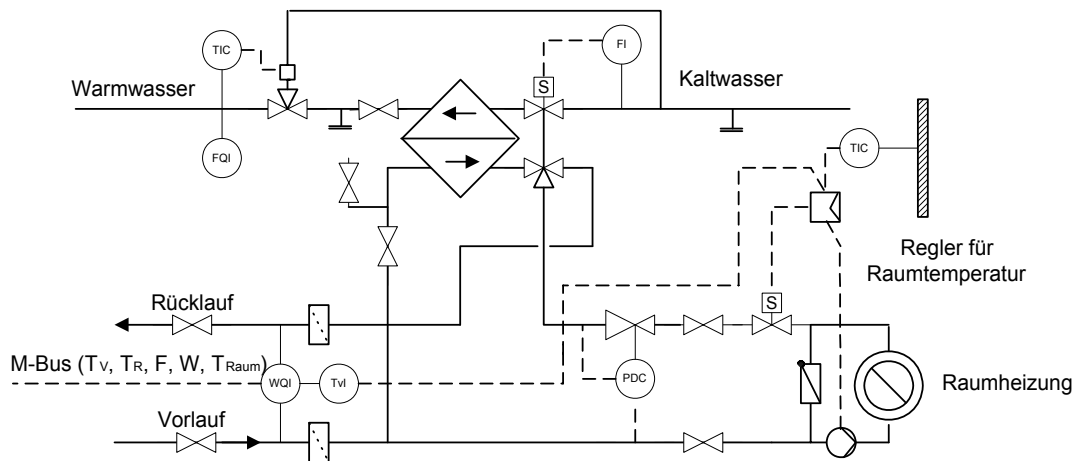 TIC
FI
S
Warmwasser
Kaltwasser
FQI
TIC
Regler für
Raumtemperatur
S
Rücklauf
M-Bus (TV, TR, F, W, TRaum)
WQI
TvI
PDC
Raumheizung
Vorlauf